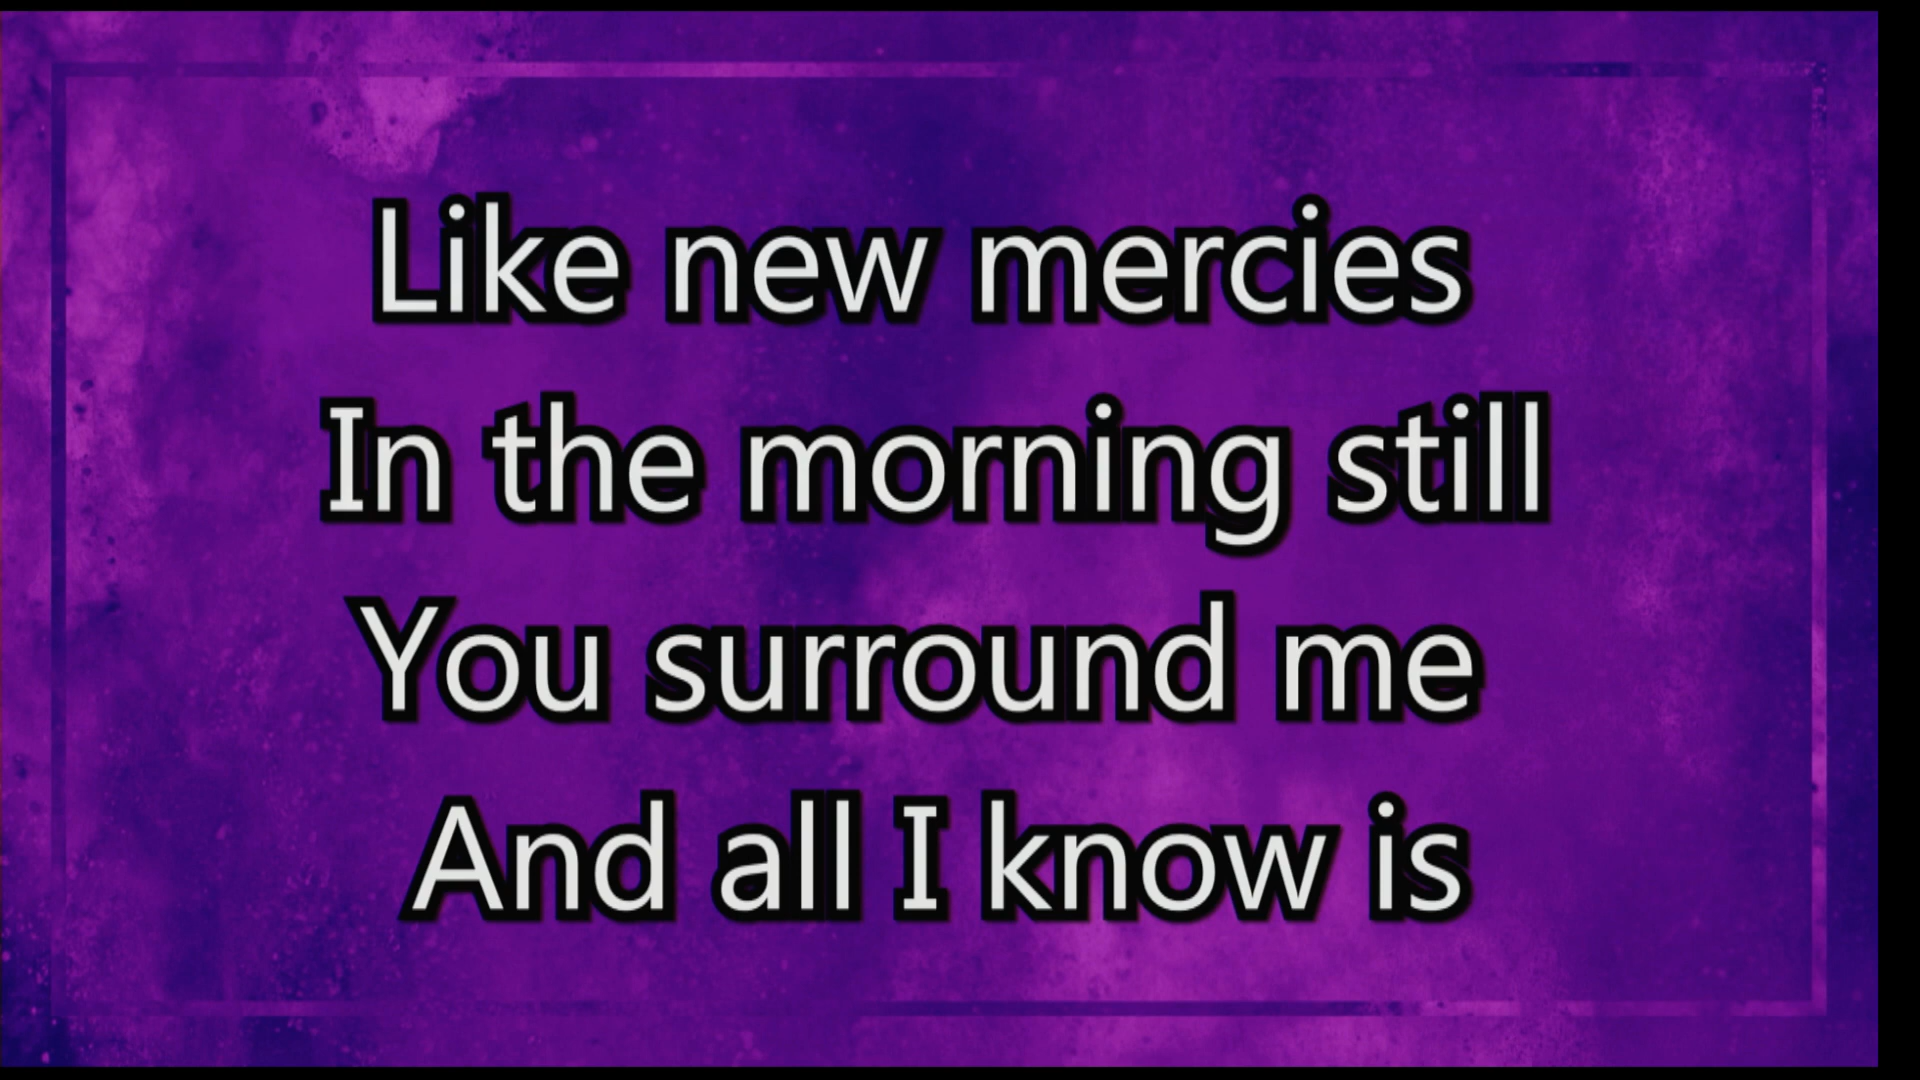 Like new mercies
In the morning still
You surround me
And all I know is